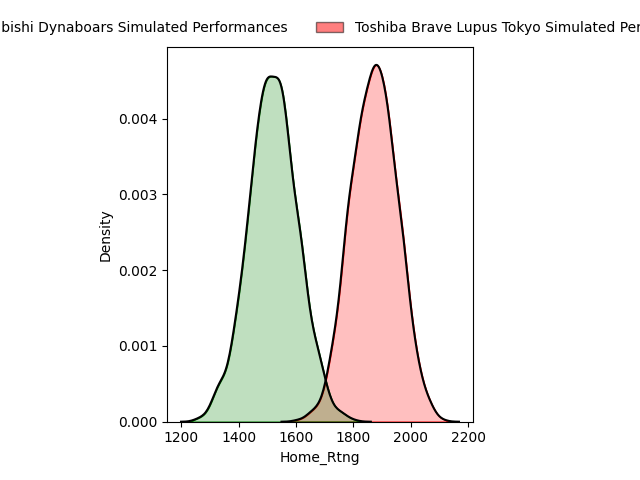 bishi Dynaboars Simulated Performances
Toshiba Brave Lupus Tokyo Simulated Per
0.004
0.003
0.002
0.001
0.000
Density
1200 1400 1600 1800 2000 2200
Home_Rtng